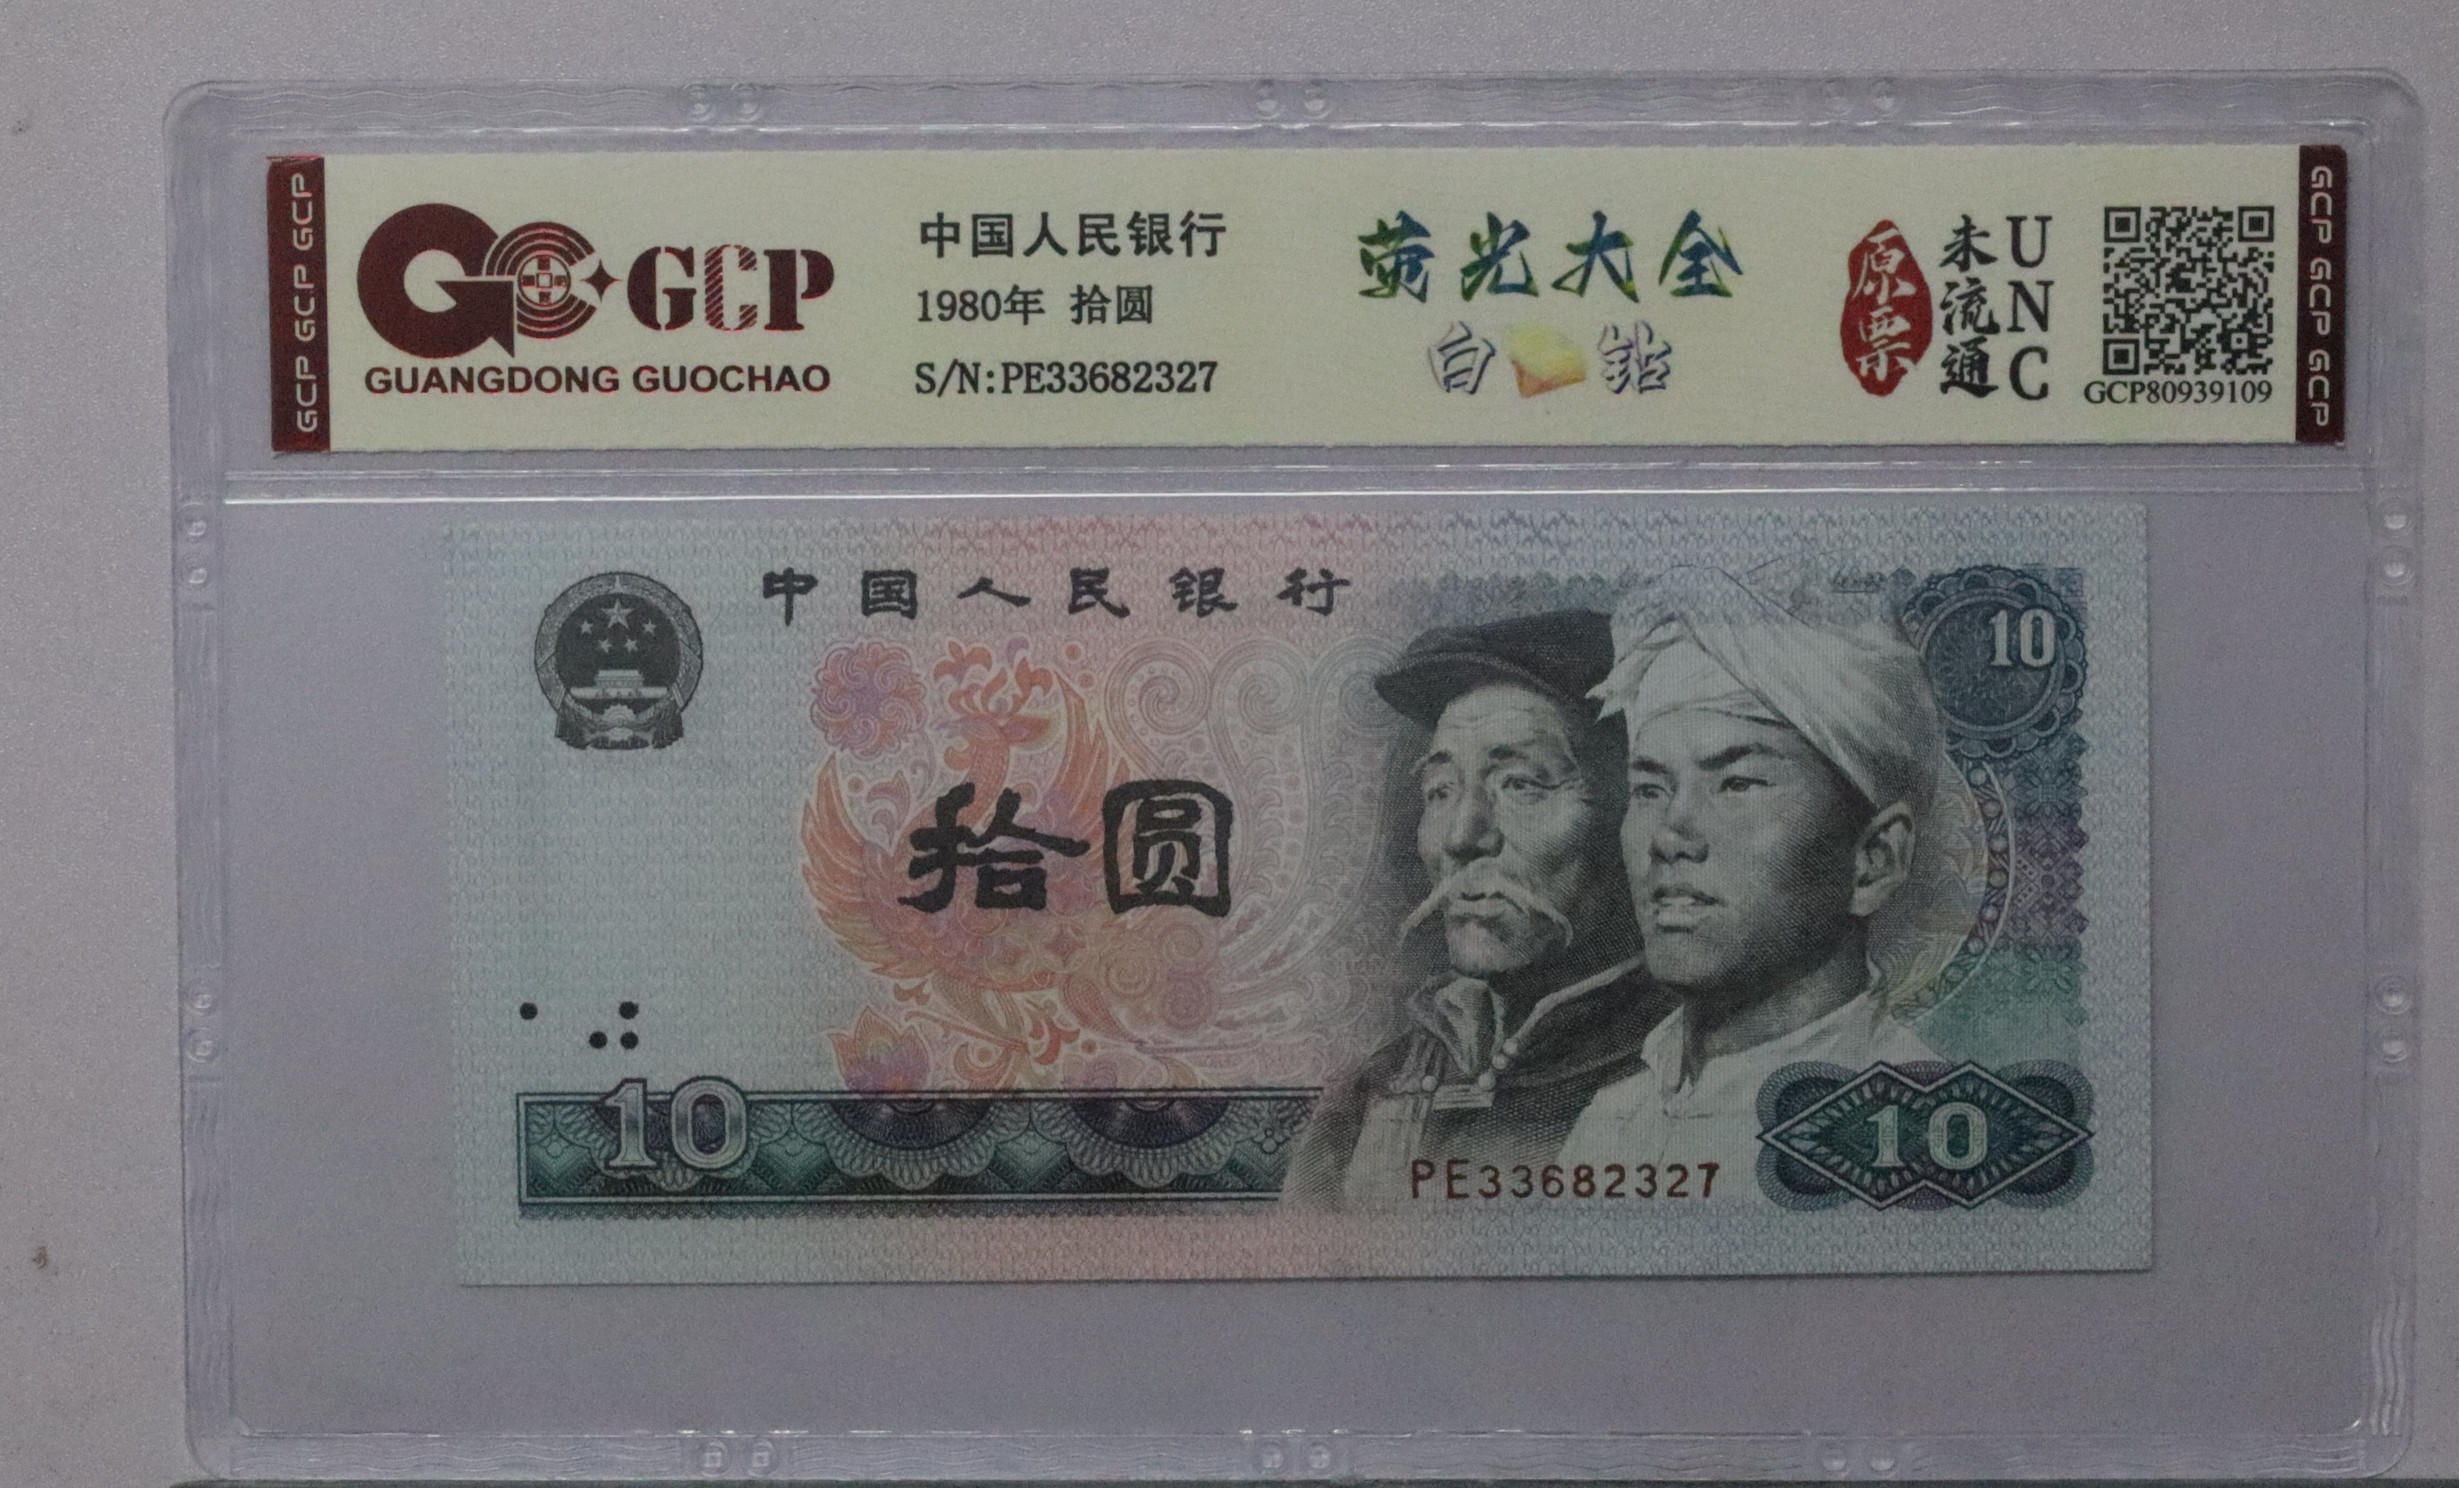 GCP GCP GCP
GCP
GUANGDONG GUOCHAO
中国人民银行
1980年 拾圆
S/N:PE33682327
荧光大全
白 钻
原票
未流通
UNC
GCP80939109
GCP GCP GCP
中国人民银行
10
拾圆
10
PE33682327
10